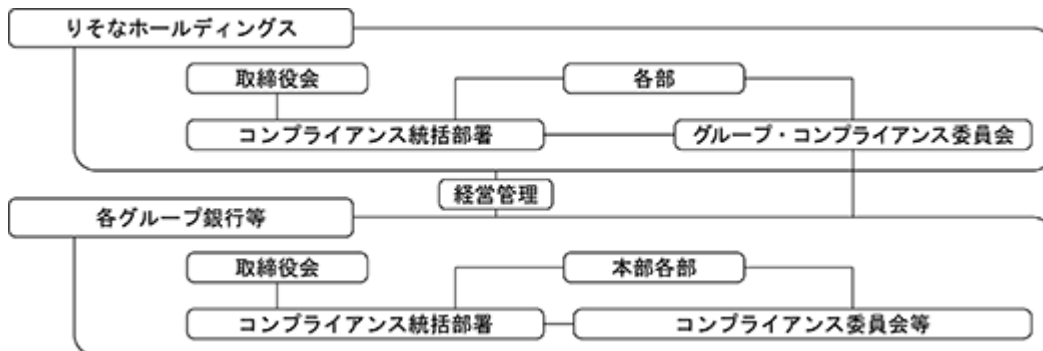 りそなホールディングス
取締役会
各部
コンプライアンス統括部署
グループ・コンプライアンス委員会
経営管理
各グループ銀行等
取締役会
本部各部
コンプライアンス統括部署
コンプライアンス委員会等